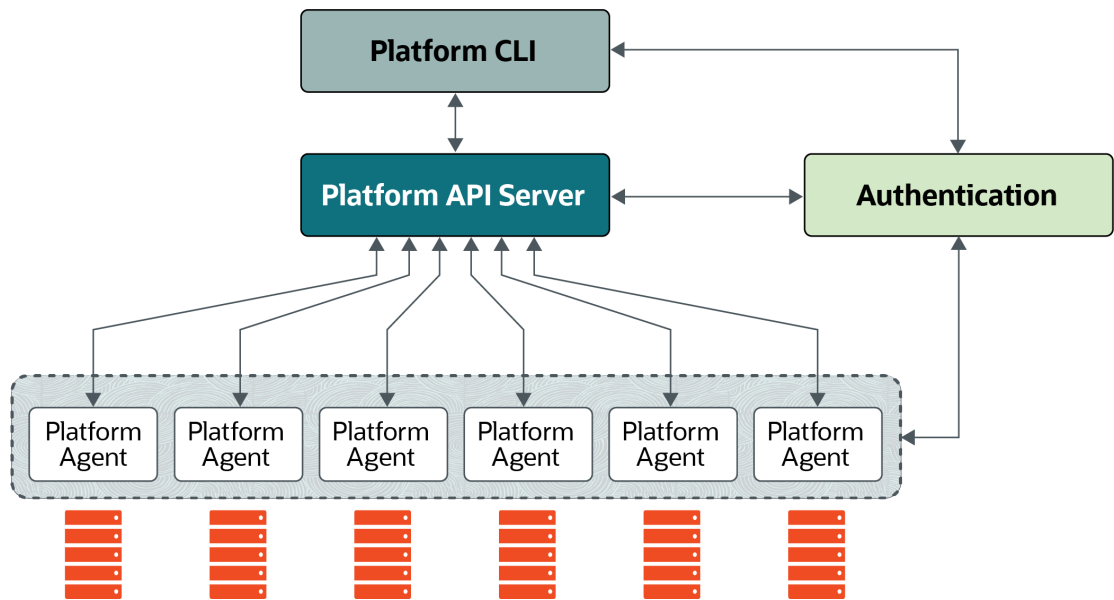 Platform CLI
Platform API Server
Authentication
Platform
Agent
Platform
Agent
Platform
Agent
Platform
Agent
Platform
Agent
Platform
Agent